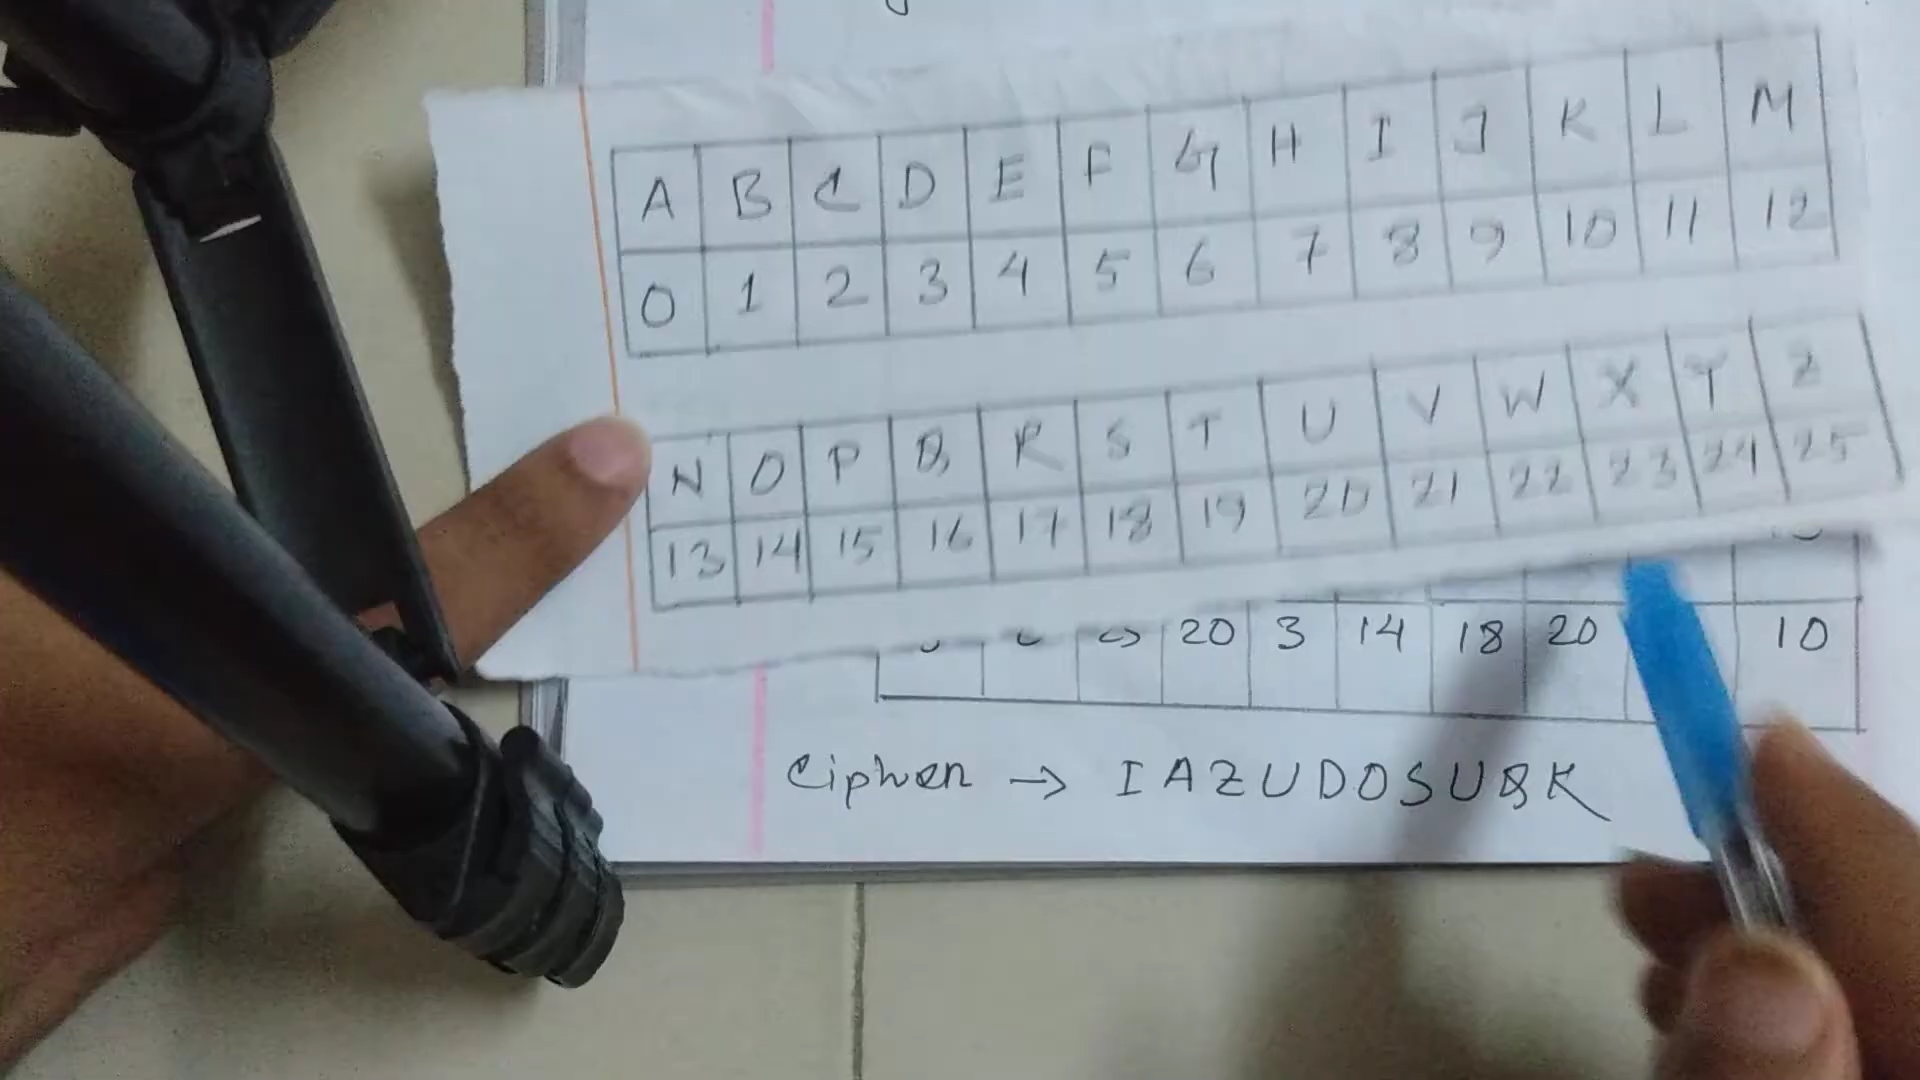 A B C D E F G H I J K L M
0 1 2 3 4 5 6 7 8 9 10 11 12
N O P Q R S T U V W X Y Z
13 14 15 16 17 18 19 20 21 22 23 24 25
20 3 14 18 20 10
Cipher → IAZUDOSUQK